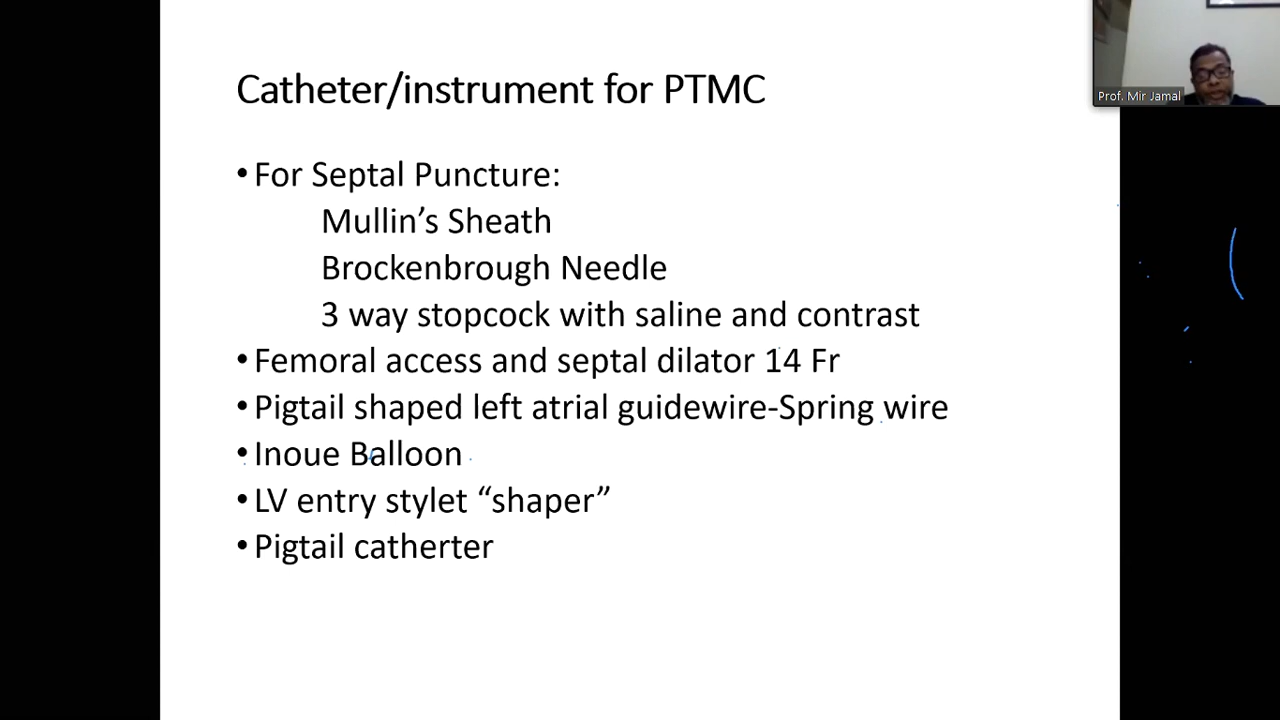 Catheter/instrument for PTMC
Prof. Mir Jamal
•For Septal Puncture:
Mullin’s Sheath
Brockenbrough Needle
3 way stopcock with saline and contrast
•Femoral access and septal dilator 14 Fr
•Pigtail shaped left atrial guidewire-Spring wire
•Inoue Balloon
•LV entry stylet “shaper”
•Pigtail catherter